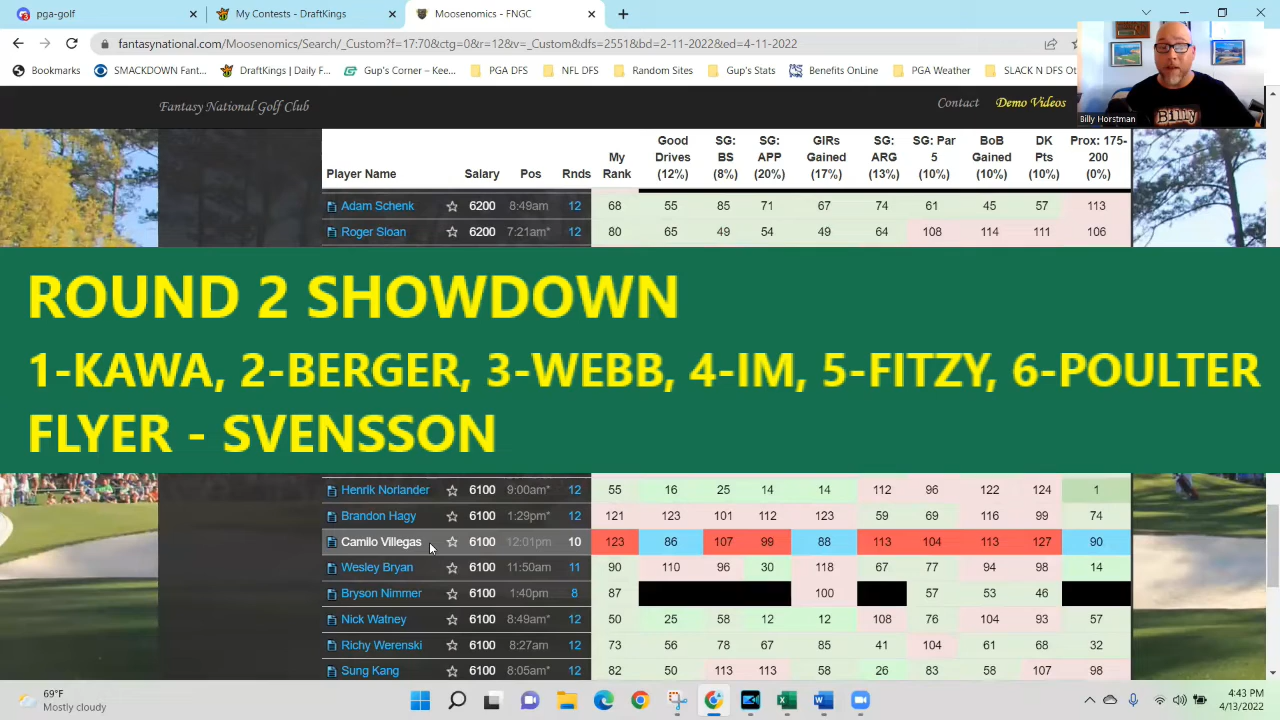 pga-golf
My Contests - DraftKings
Moosenomics - FNGC
fantasynational.com/Moosenomics/Search/_Custom?f=17.5
tg=0&r=12&y=_Custom&dfs=2551&bd=2-11-2022&ed=4-11-2022
Bookmarks
SMACKDOWN Fant...
DraftKings | Daily F...
Gup's Corner - Kee...
PGA DFS
NFL DFS
Random Sites
Gup's Stats
Benefits OnLine
PGA Weather
SLACK N DFS Ot
Billy
Billy Horstman
Fantasy National Golf Club
Contact
Demo Videos
Player Name Salary Pos Rnds My Rank Good Drives (12%) SG: BS (8%) SG: APP (20%) GIRs Gained (17%) SG: ARG (13%) SG: Par 5 (10%) BoB Gained (10%) DK Pts (10%) Prox: 175-200 (0%)
Adam Schenk 6200 8:49am 12 68 55 85 71 67 74 61 45 57 113
Roger Sloan 6200 7:21am* 12 80 65 49 54 49 64 108 114 111 106
ROUND 2 SHOWDOWN
1-KAWA, 2-BERGER, 3-WEBB, 4-IM, 5-FITZY, 6-POULTER
FLYER - SVENSSON
Henrik Norlander 6100 9:00am* 12 55 16 25 14 14 112 96 122 124 1
Brandon Hagy 6100 1:29pm* 12 121 123 101 112 123 59 69 116 99 74
Camilo Villegas 6100 12:01pm 10 123 86 107 99 88 113 104 113 127 90
Wesley Bryan 6100 11:50am 11 90 110 96 30 118 67 77 94 98 14
Bryson Nimmer 6100 1:40pm 8 87 100 57 53 46
Nick Watney 6100 8:49am* 12 50 25 58 12 12 108 76 104 93 57
Richy Werenski 6100 8:27am 12 73 56 78 67 85 41 104 61 68 32
Sung Kang 6100 8:05am* 12 82 50 113 113 58 26 83 58 107 98
69°F
Mostly cloudy
4:43 PM
4/13/2022